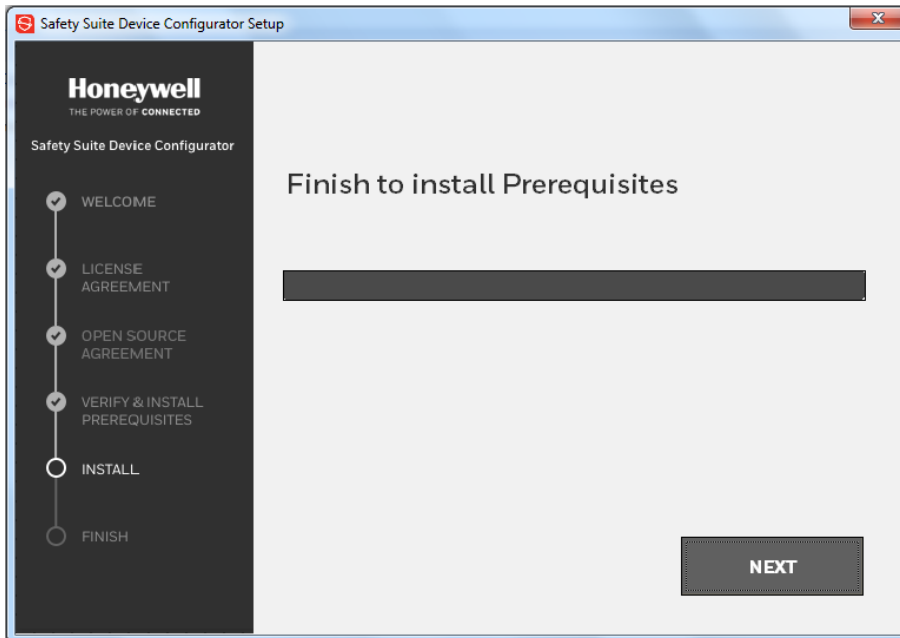 Safety Suite Device Configurator Setup
Honeywell
THE POWER OF CONNECTED
Safety Suite Device Configurator
WELCOME
LICENSE
AGREEMENT
OPEN SOURCE
AGREEMENT
VERIFY & INSTALL
PREREQUISITES
INSTALL
FINISH
Finish to install Prerequisites
NEXT